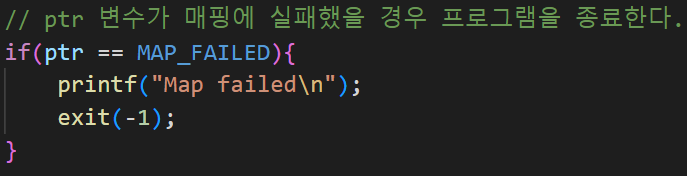 // ptr 변수가 매핑에 실패했을 경우 프로그램을 종료한다.
if(ptr == MAP_FAILED){
    printf("Map failed\n");
    exit(-1);
}